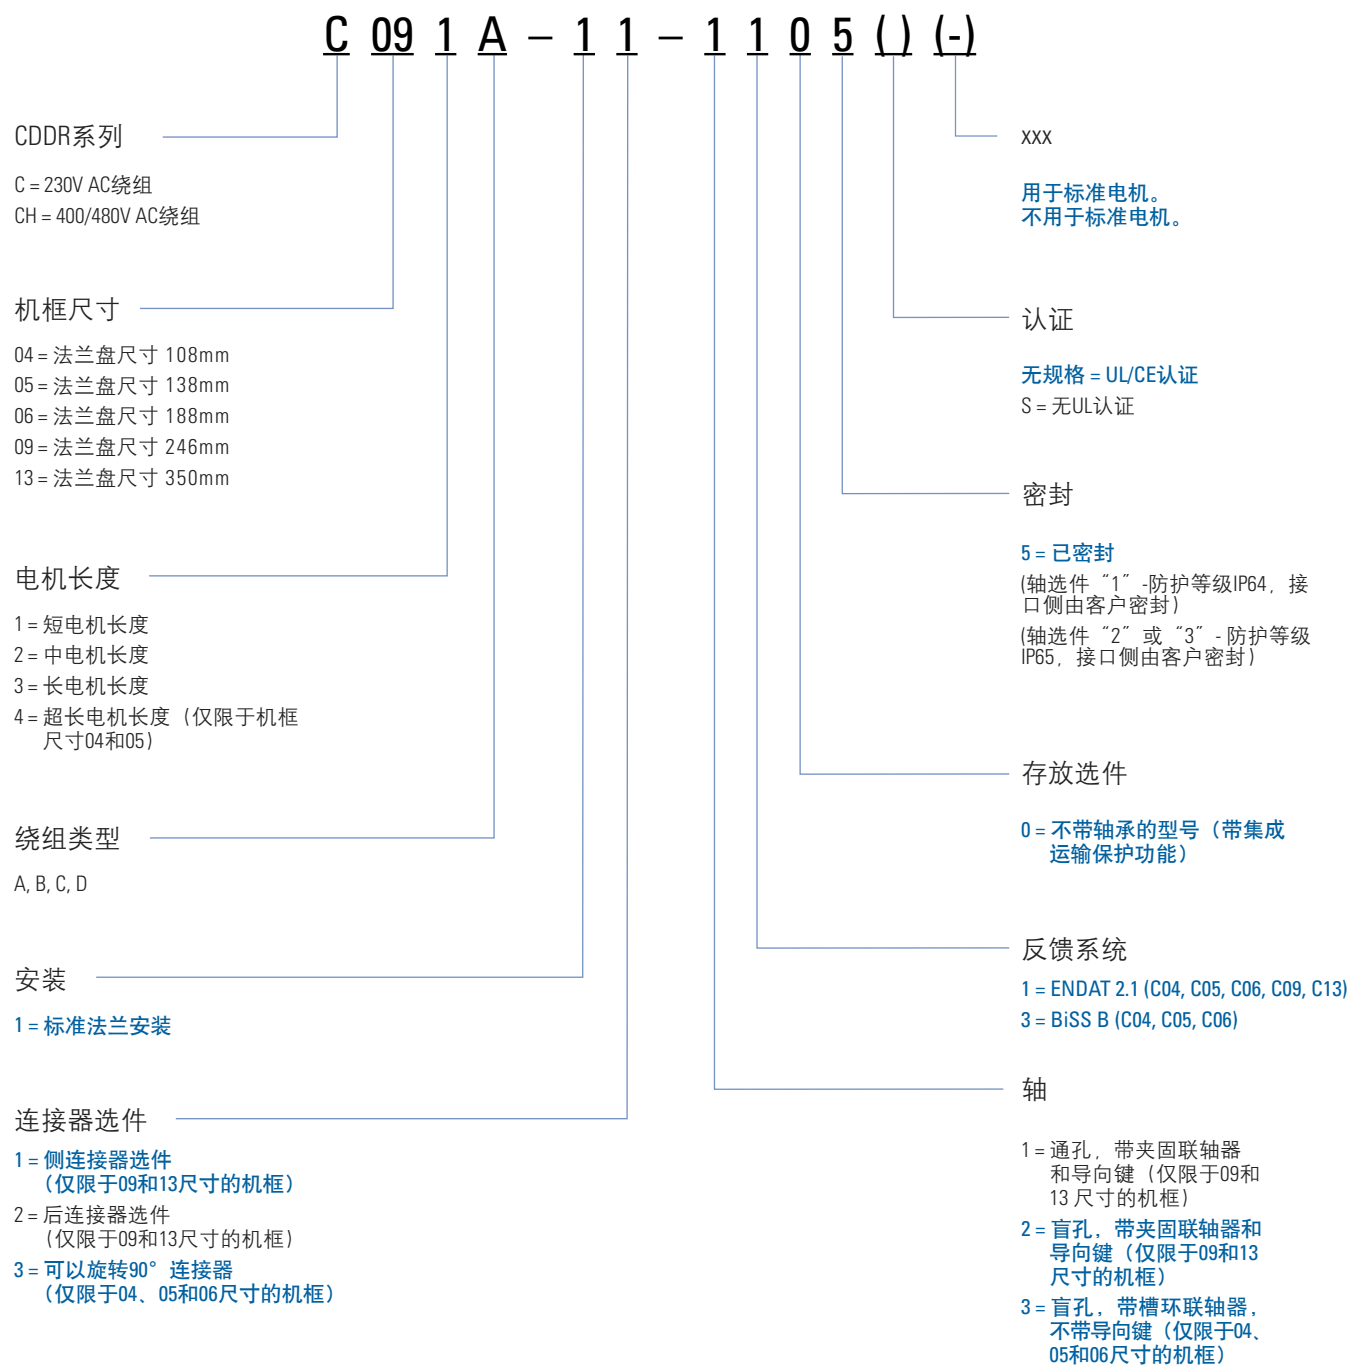 C 09 1 A – 1 1 – 1 1 0 5 ( ) (-)
CDDR系列
C = 230V AC绕组
CH = 400/480V AC绕组
机框尺寸
04 = 法兰盘尺寸 108mm
05 = 法兰盘尺寸 138mm
06 = 法兰盘尺寸 188mm
09 = 法兰盘尺寸 246mm
13 = 法兰盘尺寸 350mm
电机长度
1 = 短电机长度
2 = 中电机长度
3 = 长电机长度
4 = 超长电机长度（仅限于机框
尺寸04和05）
绕组类型
A, B, C, D
安装
1 = 标准法兰安装
连接器选件
1 = 侧连接器选件
（仅限于09和13尺寸的机框）
2 = 后连接器选件
（仅限于09和13尺寸的机框）
3 = 可以旋转90°连接器
（仅限于04、05和06尺寸的机框）
xxx
用于标准电机。
不用于标准电机。
认证
无规格 = UL/CE认证
S = 无UL认证
密封
5 = 已密封
(轴选件“1”-防护等级IP64，接
口侧由客户密封）
(轴选件“2”或“3”- 防护等级
IP65，接口侧由客户密封）
存放选件
0 = 不带轴承的型号（带集成
运输保护功能）
反馈系统
1 = ENDAT 2.1 (C04, C05, C06, C09, C13)
3 = BiSS B (C04, C05, C06)
轴
1 = 通孔，带夹固联轴器
和导向键（仅限于09和
13 尺寸的机框）
2 = 盲孔，带夹固联轴器和
导向键（仅限于09和13
尺寸的机框）
3 = 盲孔，带槽环联轴器，
不带导向键（仅限于04、
05和06尺寸的机框）